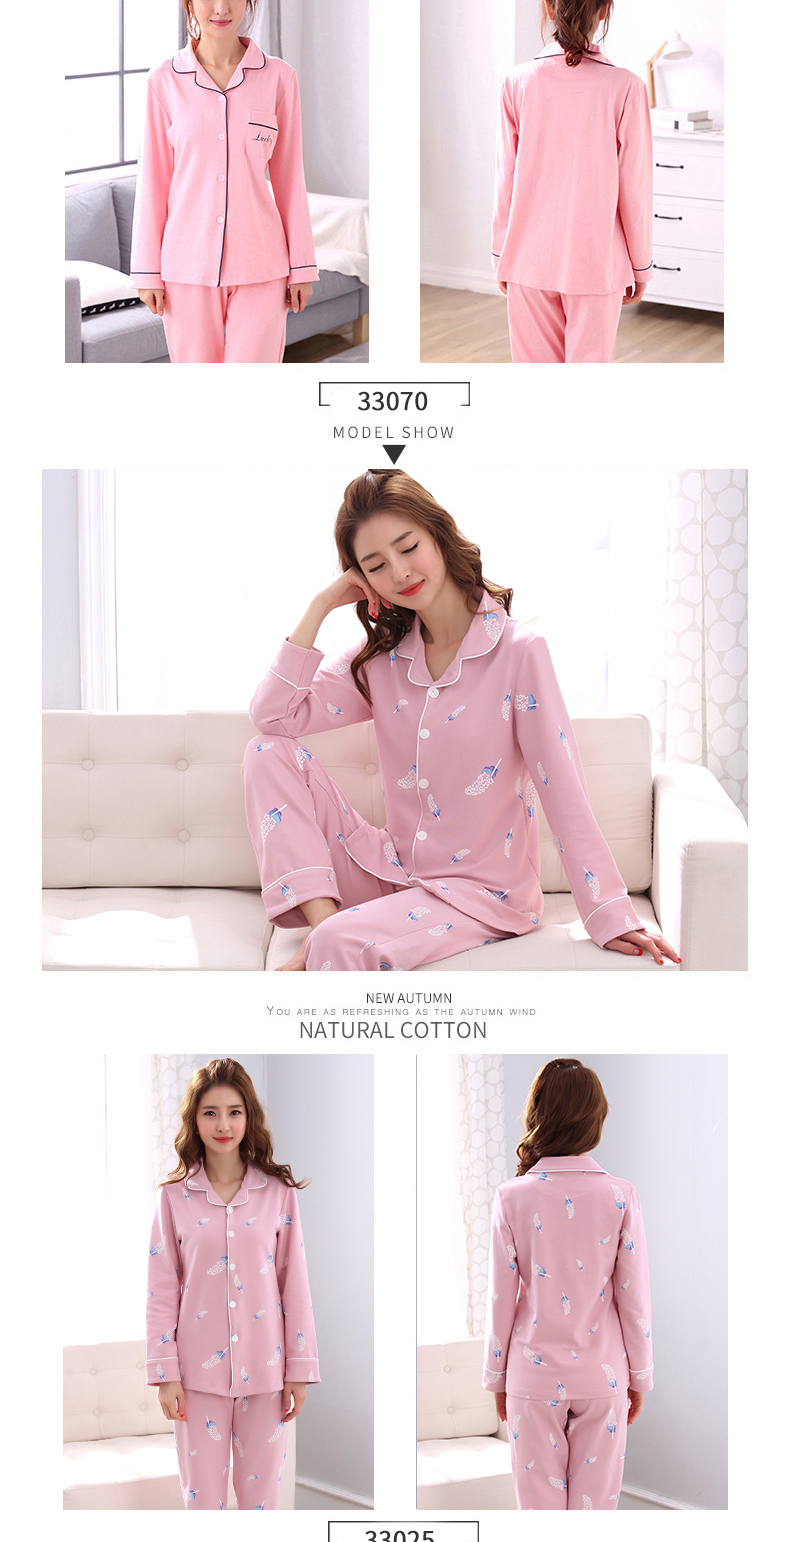 Lucky
33070
MODEL SHOW
NEW AUTUMN
YOU ARE AS REFRESHING AS THE AUTUMN WIND
NATURAL COTTON
33025